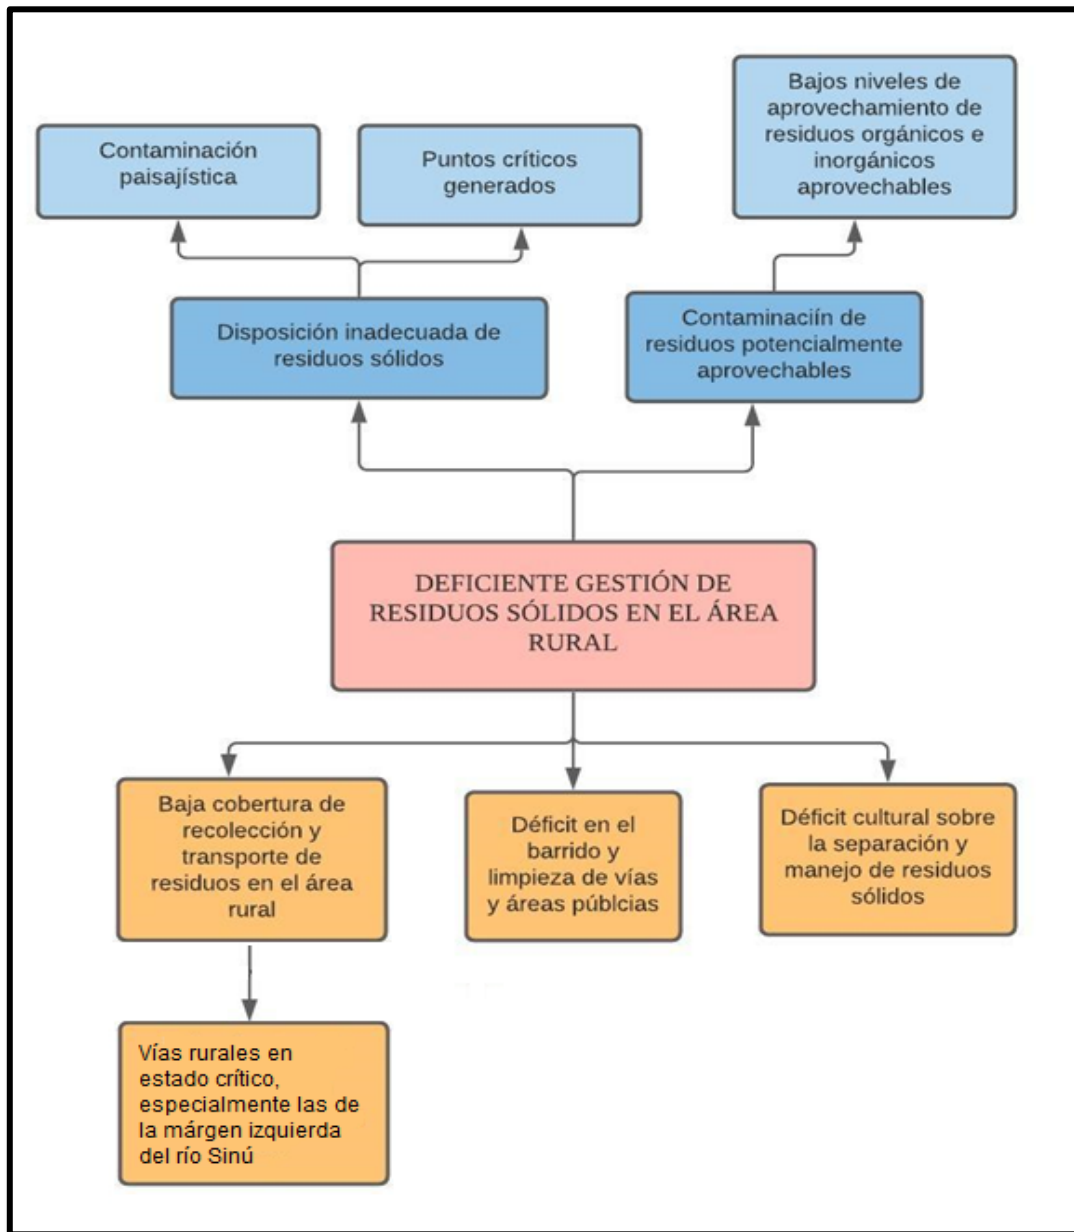 Bajos niveles de
aprovechamiento de
residuos orgánicos e
inorgánicos
aprovechables
Contaminación
paisajística
Puntos críticos
generados
Disposición inadecuada de
residuos sólidos
Contaminaciín de
residuos potencialmente
aprovechables
DEFICIENTE GESTIÓN DE
RESIDUOS SÓLIDOS EN EL ÁREA
RURAL
Baja cobertura de
recolección y
transporte de
residuos en el área
rural
Déficit en el
barrido y
limpieza de vías
y áreas públcias
Déficit cultural sobre
la separación y
manejo de residuos
sólidos
Vías rurales en
estado crítico,
especialmente las de
la márgen izquierda
del río Sinú